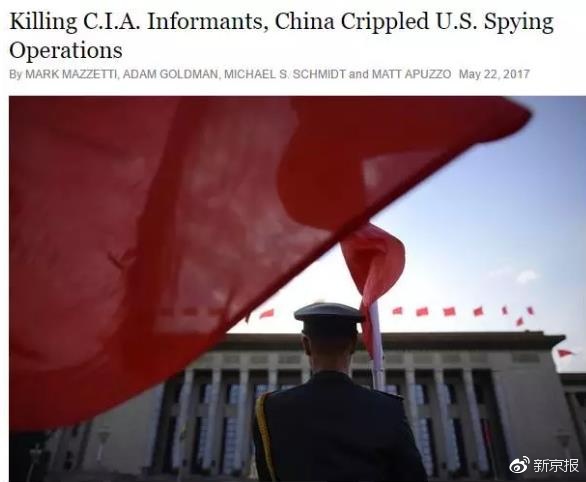 Killing C.I.A. Informants, China Crippled U.S. Spying
Operations
By MARK MAZZETTI, ADAM GOLDMAN, MICHAEL S. SCHMIDT and MATT APUZZO May 22, 2017
新京报